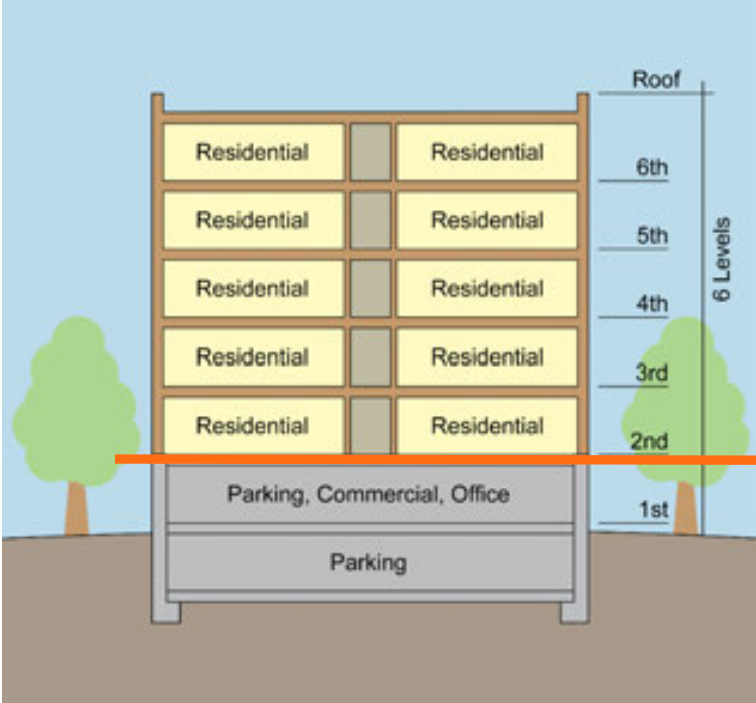 Roof
Residential Residential
6th
Residential Residential
5th
6 Levels
Residential Residential
4th
Residential Residential
3rd
Residential Residential
2nd
Parking, Commercial, Office
1st
Parking